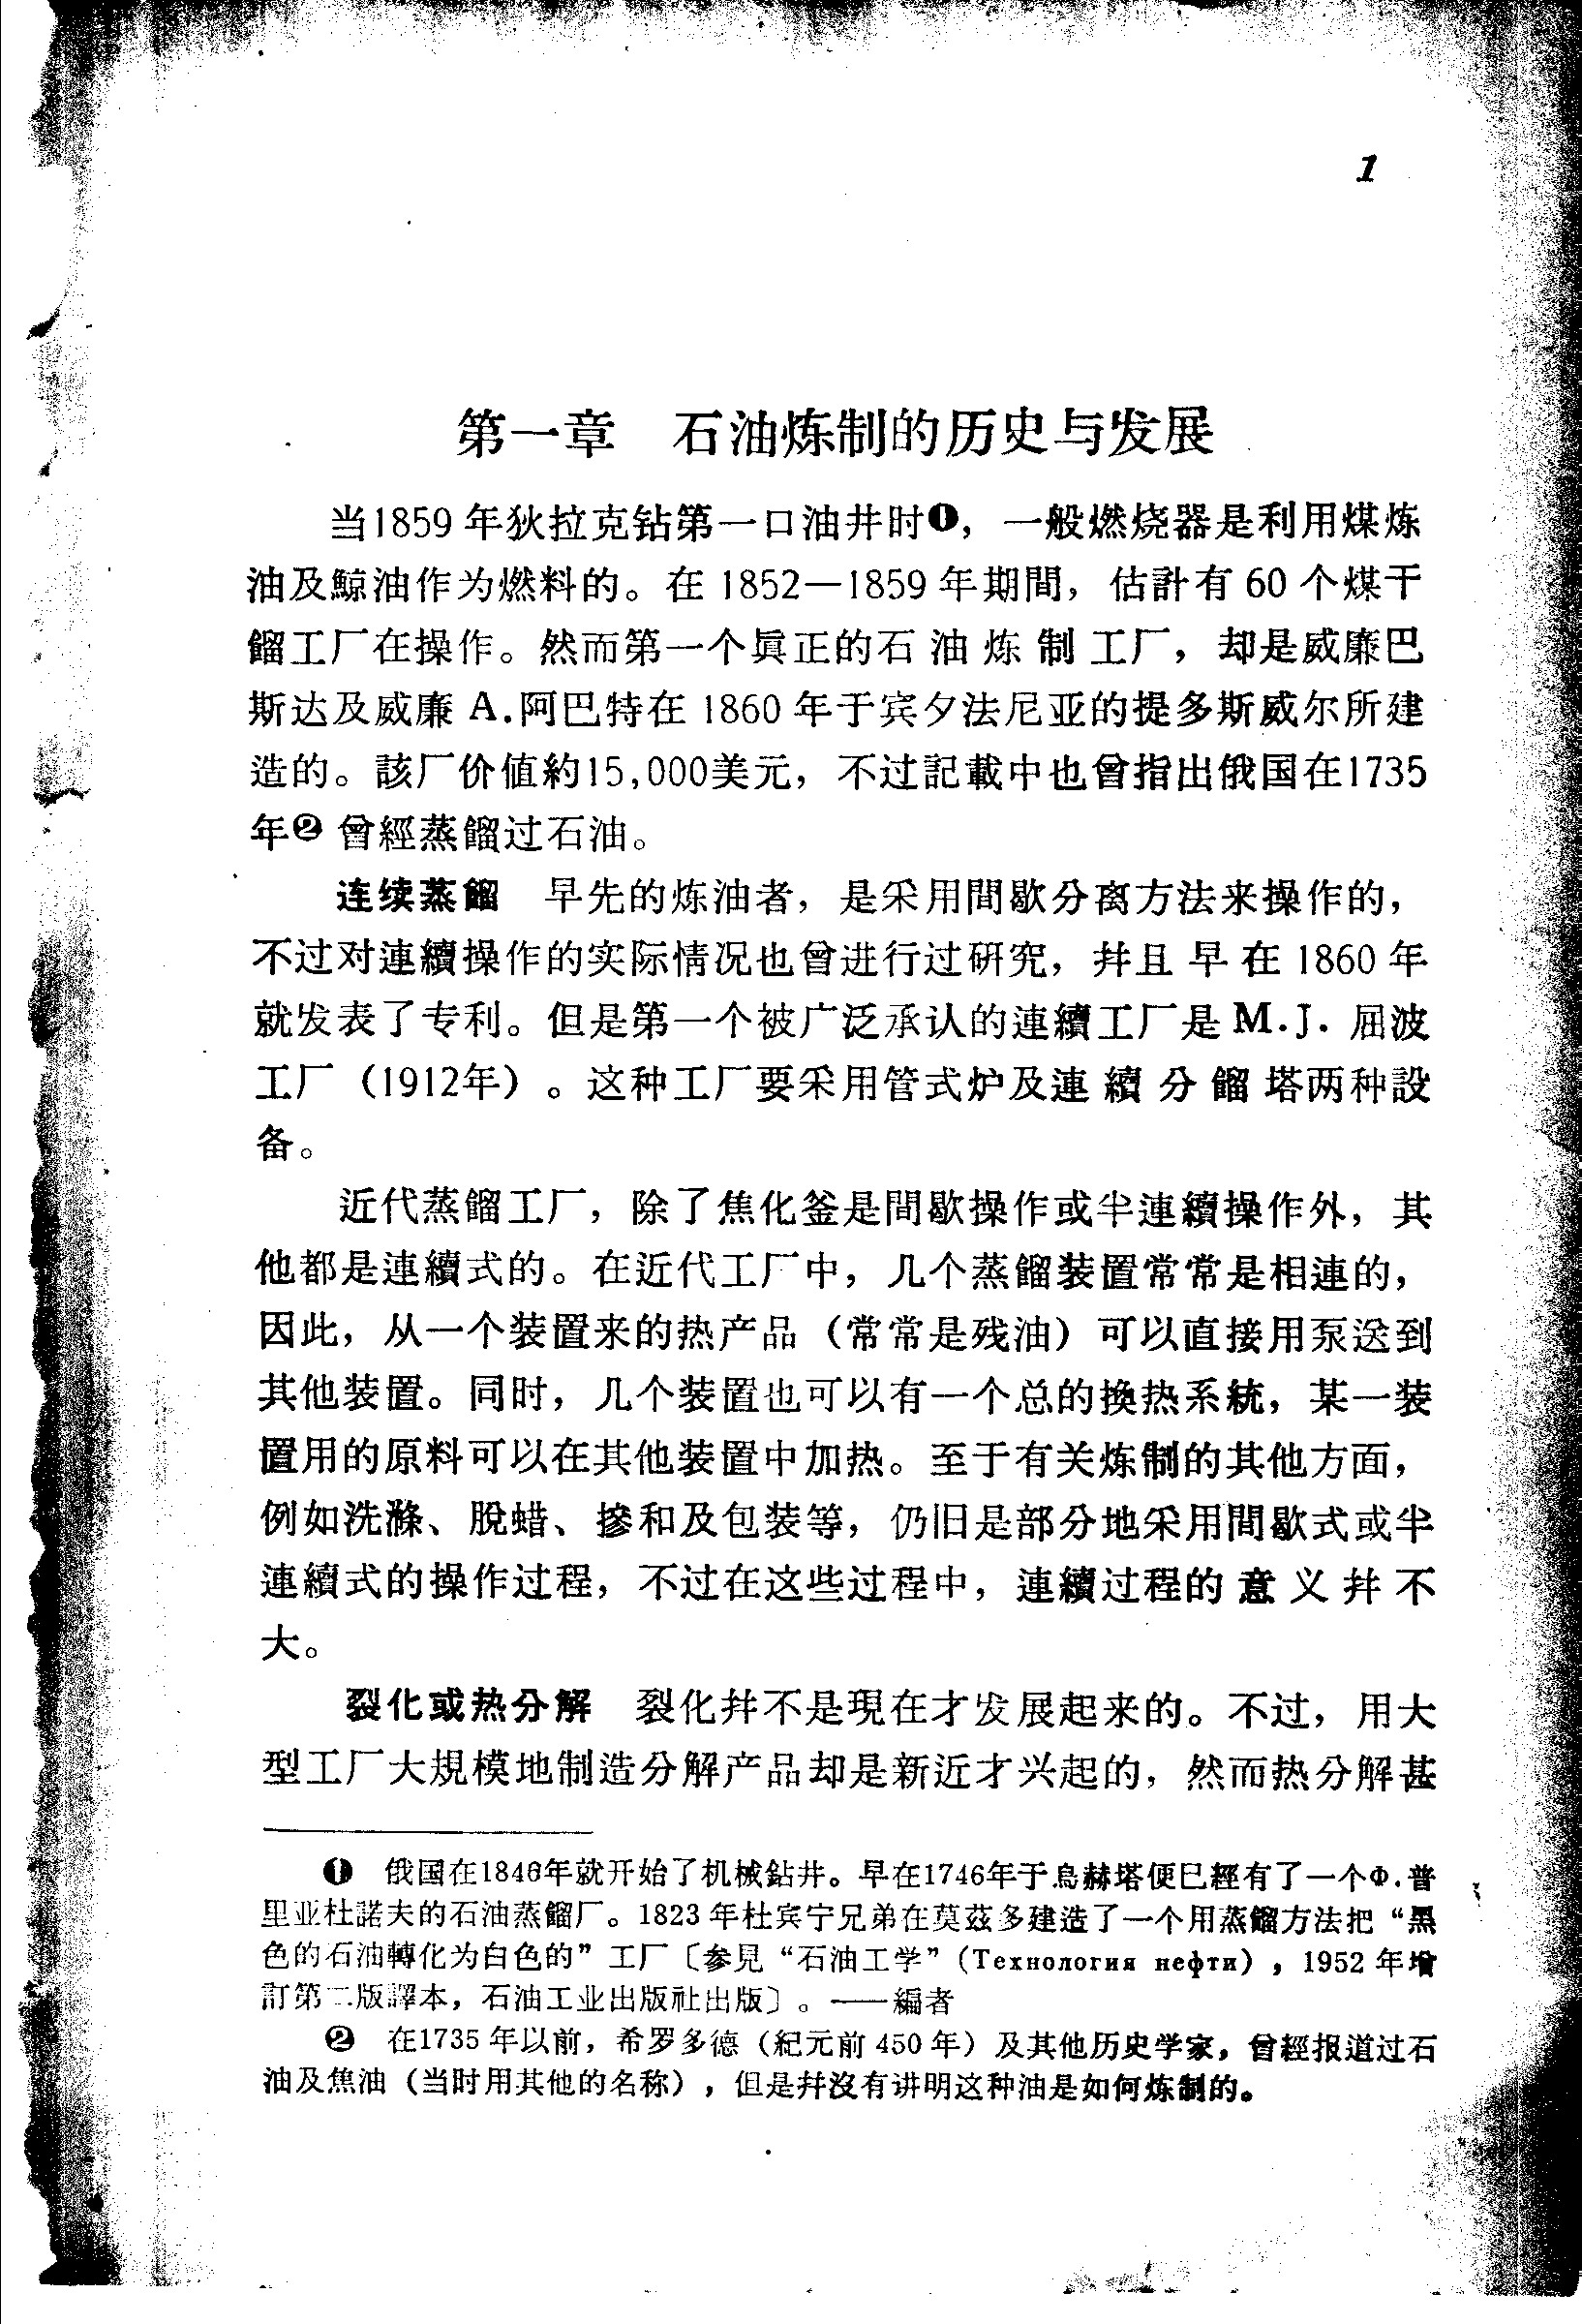 1
第一章 石油炼制的历史与发展
当1859年狄拉克钻第一口油井时❶，一般燃烧器是利用煤炼
油及鯨油作为燃料的。在1852—1859年期間，估計有60个煤干
餾工厂在操作。然而第一个眞正的石油炼制工厂，却是威廉巴
斯达及威廉A.阿巴特在1860年于宾夕法尼亚的提多斯威尔所建
造的。該厂价值約15,000美元，不过記載中也曾指出俄国在1735
年❷曾經蒸餾过石油。
连续蒸餾 早先的炼油者，是采用間歇分离方法来操作的，
不过对連續操作的实际情况也曾进行过研究，幷且早在1860年
就发表了专利。但是第一个被广泛承认的連續工厂是M.J.屈波
工厂（1912年）。这种工厂要采用管式炉及連續分餾塔两种設
备。
近代蒸餾工厂，除了焦化釜是間歇操作或半連續操作外，其
他都是連續式的。在近代工厂中，几个蒸餾装置常常是相連的，
因此，从一个装置来的热产品（常常是残油）可以直接用泵送到
其他装置。同时，几个装置也可以有一个总的换热系統，某一装
置用的原料可以在其他装置中加热。至于有关炼制的其他方面，
例如洗滌、脫蜡、摻和及包装等，仍旧是部分地采用間歇式或半
連續式的操作过程，不过在这些过程中，連續过程的意义幷不
大。
裂化或热分解 裂化幷不是現在才发展起来的。不过，用大
型工厂大規模地制造分解产品却是新近才兴起的，然而热分解甚
❶ 俄国在1846年就开始了机械鉆井。早在1746年于烏赫塔便已經有了一个Φ.普
里亚杜諾夫的石油蒸餾厂。1823年杜宾宁兄弟在莫茲多建造了一个用蒸餾方法把“黑
色的石油轉化为白色的”工厂〔参見“石油工学”（Технология нефти），1952年增
訂第二版譯本，石油工业出版社出版〕。——編者
❷ 在1735年以前，希罗多德（紀元前450年）及其他历史学家，曾經报道过石
油及焦油（当时用其他的名称），但是幷沒有讲明这种油是如何炼制的。